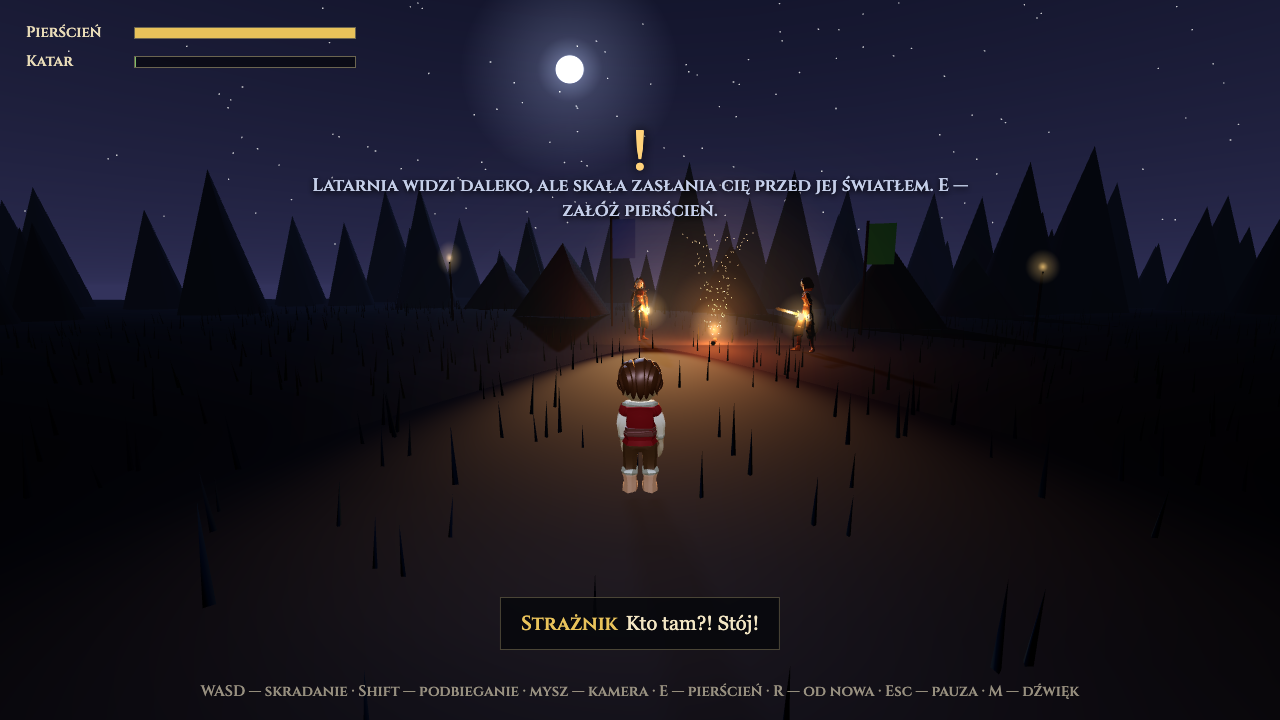 Pierścień
Katar
!
Latarnia widzi daleko, ale skała zasłania cię przed jej światłem. E —
załóż pierścień.
Strażnik Kto tam?! Stój!
WASD — skradanie · Shift — podbieganie · mysz — kamera · E — pierścień · R — od nowa · Esc — pauza · M — dźwięk